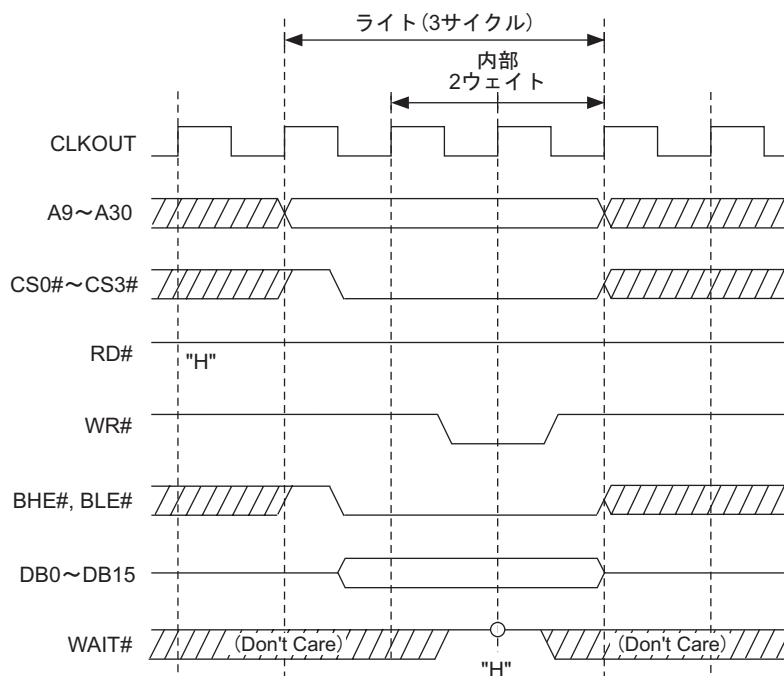 ライト(3サイクル)
内部
2ウェイト
CLKOUT
A9～A30
CS0#～CS3#
RD#
"H"
WR#
BHE#, BLE#
DB0～DB15
WAIT#
(Don't Care)
(Don't Care)
"H"